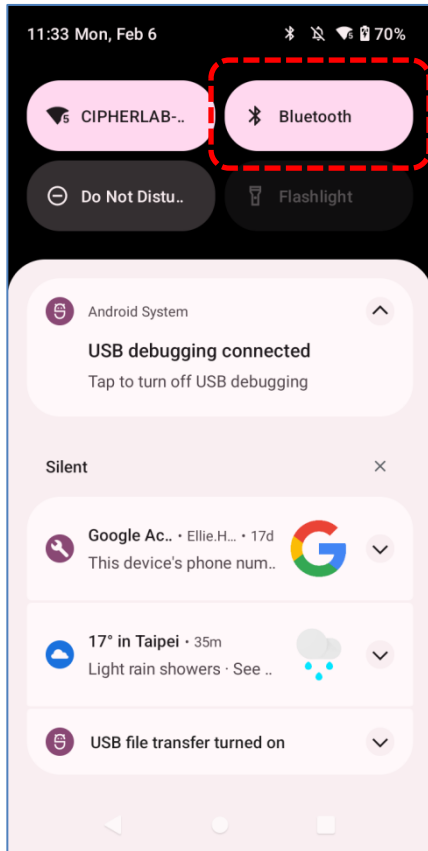 11:33 Mon, Feb 6 70%
CIPHERLAB-.. Bluetooth
Do Not Distu.. Flashlight
Android System
USB debugging connected
Tap to turn off USB debugging
Silent
Google Ac.. · Ellie.H... · 17d
This device's phone num..
17° in Taipei · 35m
Light rain showers · See ..
USB file transfer turned on